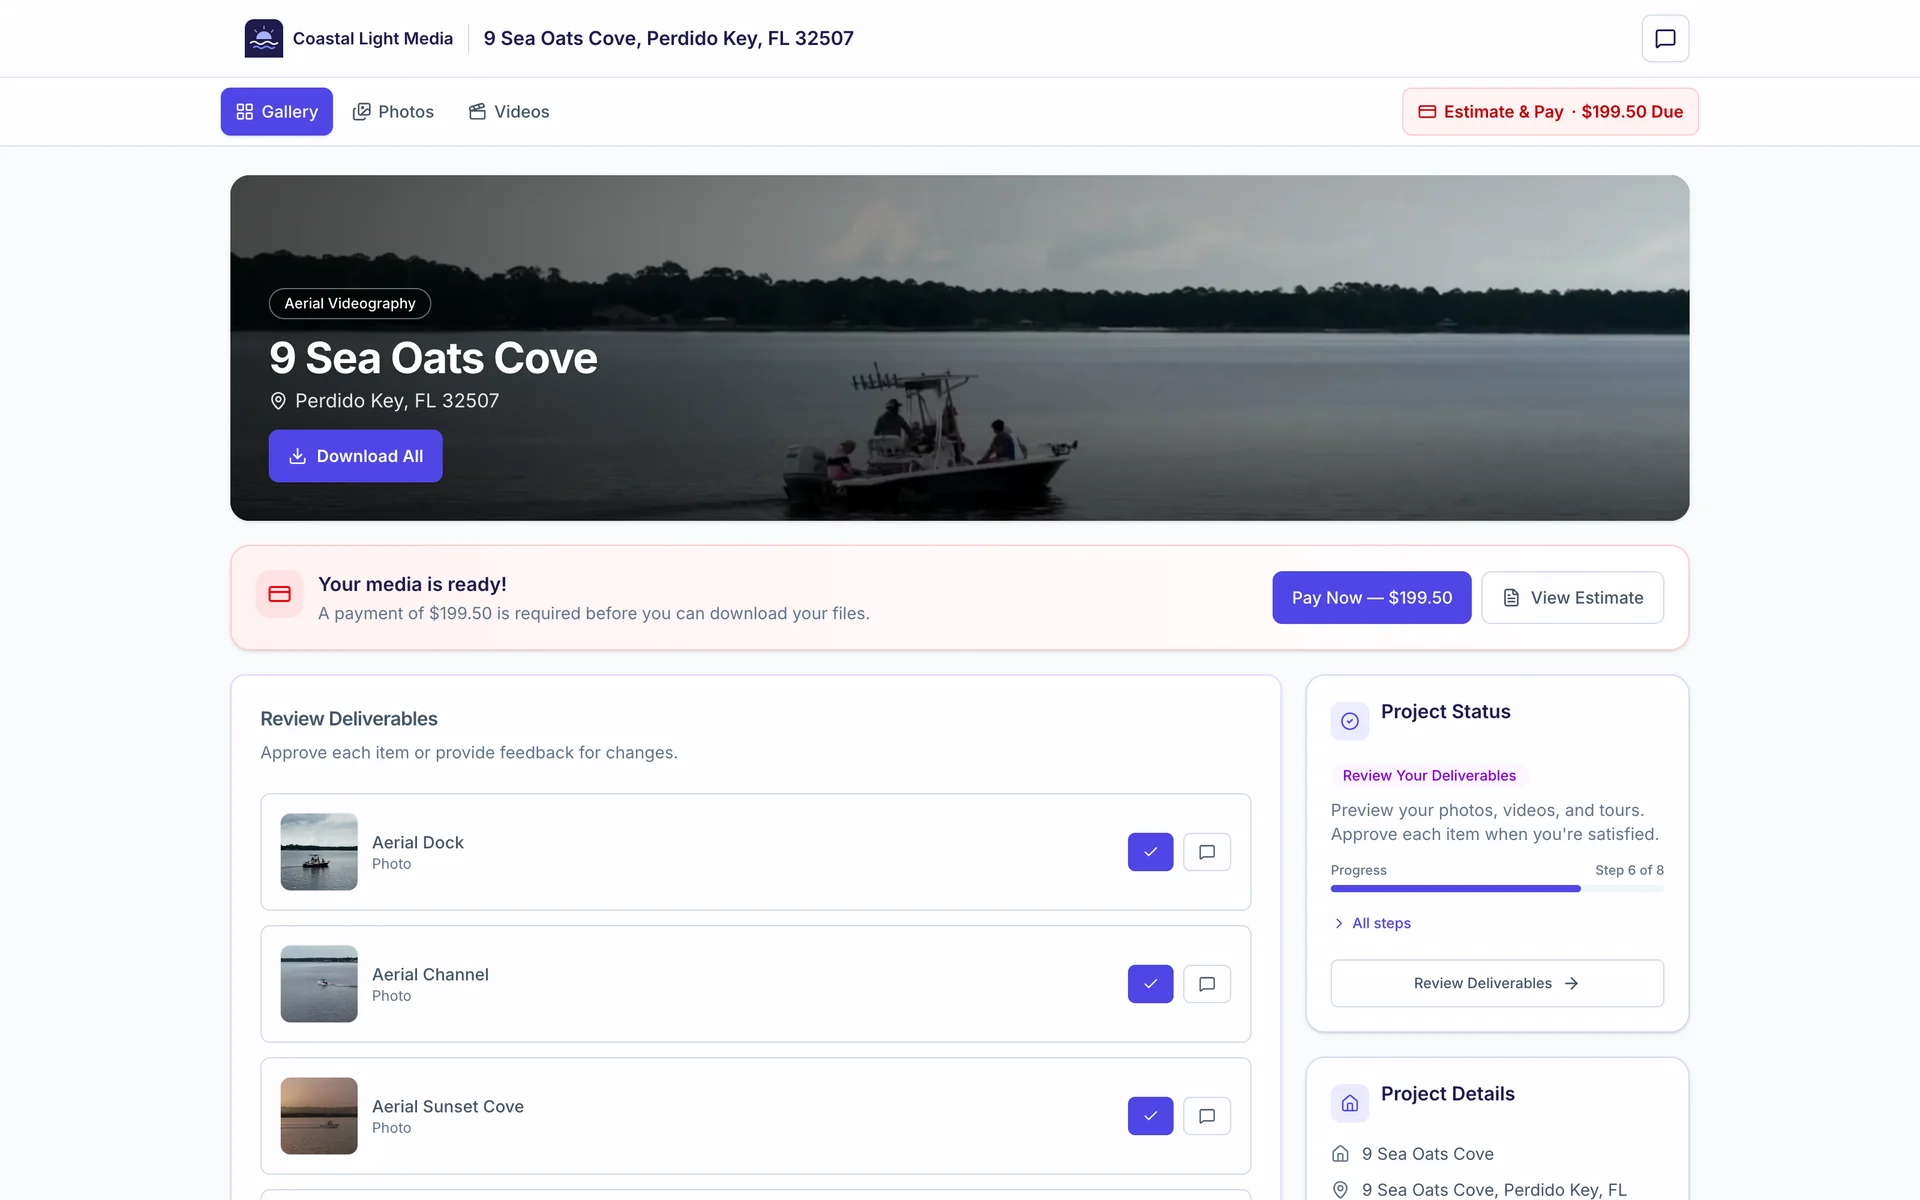 Coastal Light Media
9 Sea Oats Cove, Perdido Key, FL 32507
Gallery
Photos
Videos
Estimate & Pay · $199.50 Due
Aerial Videography
9 Sea Oats Cove
Perdido Key, FL 32507
Download All
Your media is ready!
A payment of $199.50 is required before you can download your files.
Pay Now — $199.50
View Estimate
Review Deliverables
Approve each item or provide feedback for changes.
Aerial Dock
Photo
Aerial Channel
Photo
Aerial Sunset Cove
Photo
Project Status
Review Your Deliverables
Preview your photos, videos, and tours.
Approve each item when you're satisfied.
Progress
Step 6 of 8
All steps
Review Deliverables
Project Details
9 Sea Oats Cove
9 Sea Oats Cove, Perdido Key, FL